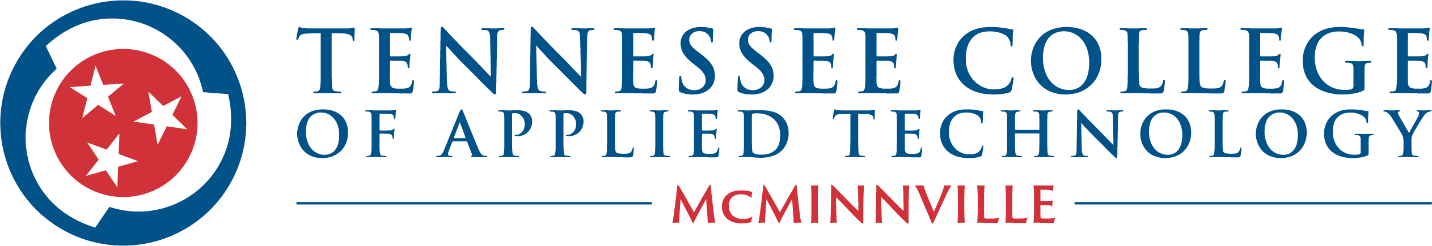 TENNESSEE COLLEGE
OF APPLIED TECHNOLOGY
McMINNVILLE